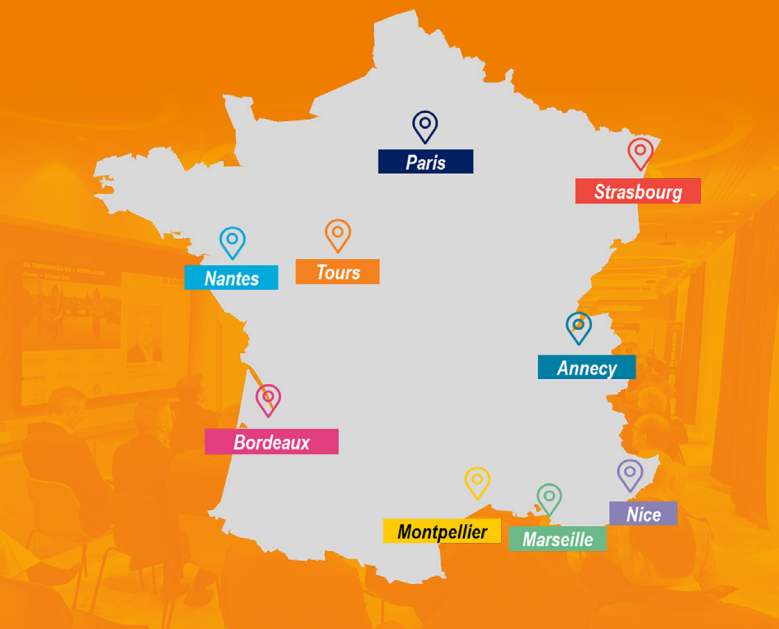 Paris
Strasbourg
Nantes
Tours
Annecy
Bordeaux
Nice
Montpellier
Marseille